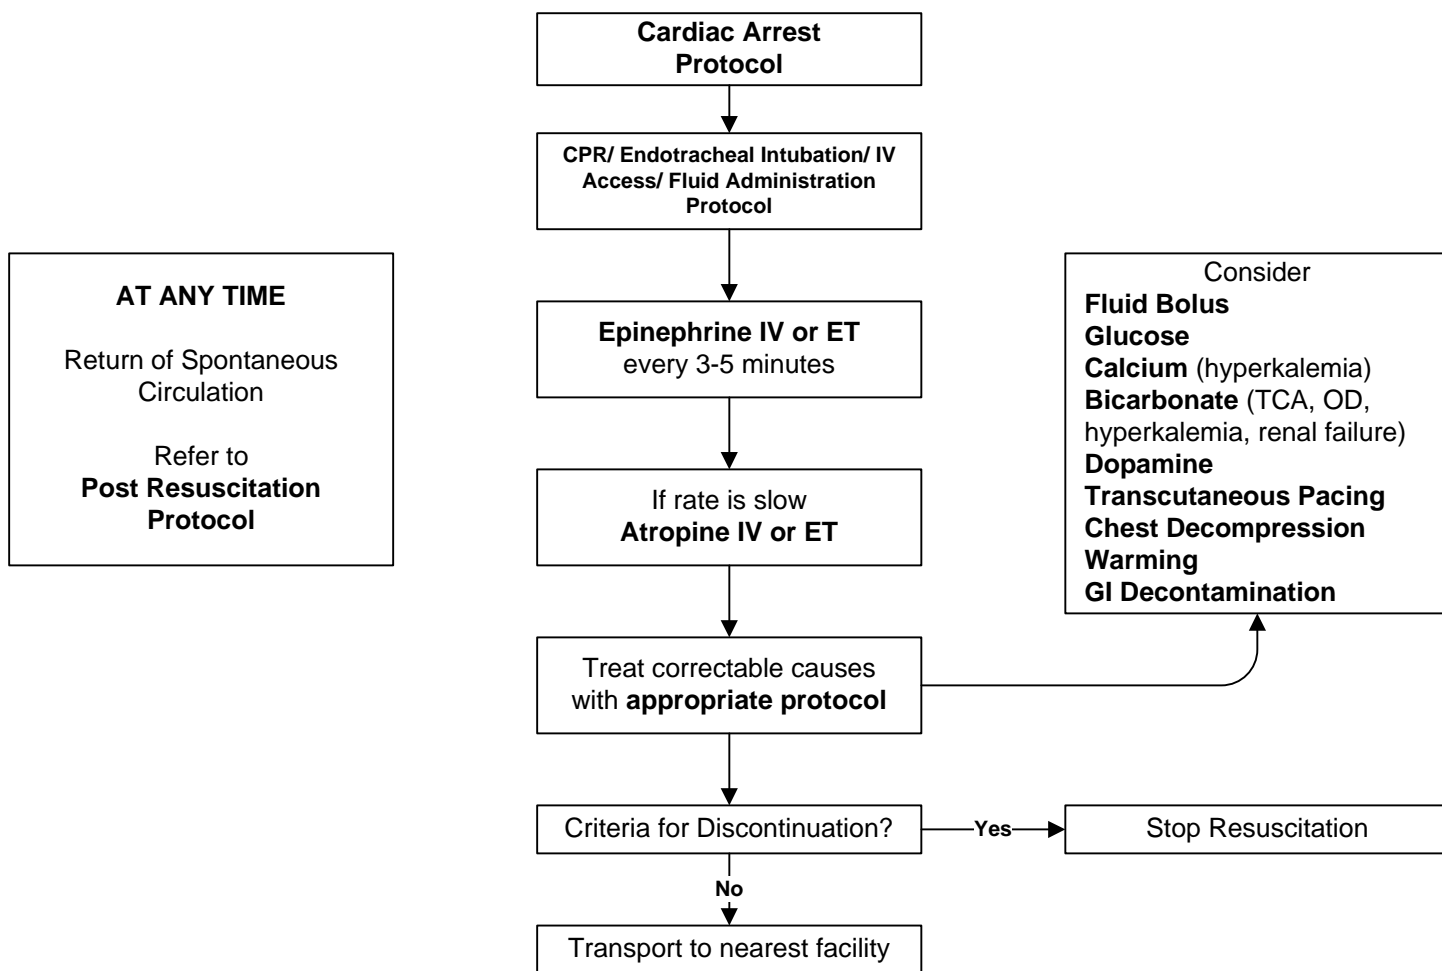 Cardiac Arrest
Protocol
CPR/ Endotracheal Intubation/ IV
Access/ Fluid Administration
Protocol
AT ANY TIME
Return of Spontaneous
Circulation
Refer to
Post Resuscitation
Protocol
Epinephrine IV or ET
every 3-5 minutes
If rate is slow
Atropine IV or ET
Treat correctable causes
with appropriate protocol
Consider
Fluid Bolus
Glucose
Calcium (hyperkalemia)
Bicarbonate (TCA, OD,
hyperkalemia, renal failure)
Dopamine
Transcutaneous Pacing
Chest Decompression
Warming
GI Decontamination
Criteria for Discontinuation?
Yes
Stop Resuscitation
No
Transport to nearest facility